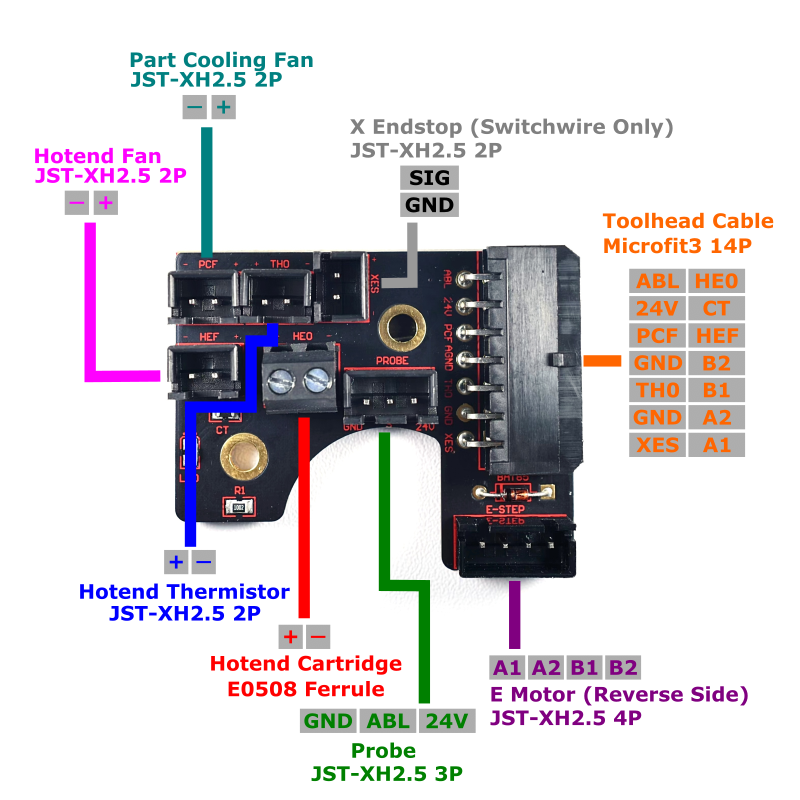 Part Cooling Fan
JST-XH2.5 2P
− +
X Endstop (Switchwire Only)
JST-XH2.5 2P
SIG
GND
Hotend Fan
JST-XH2.5 2P
− +
Toolhead Cable
Microfit3 14P
ABL HE0
24V CT
PCF HEF
GND B2
TH0 B1
GND A2
XES A1
- PCF +
+ TH0 -
+
XES
- HEF +
+ HE0 -
PROBE
GND 24V
ABL
24V
PCF
AGND
TH0
GND
XES
CT
R1
1002
BAT85
E-STEP
E-STEP
+ −
Hotend Thermistor
JST-XH2.5 2P
+ −
Hotend Cartridge
E0508 Ferrule
GND ABL 24V
Probe
JST-XH2.5 3P
A1 A2 B1 B2
E Motor (Reverse Side)
JST-XH2.5 4P